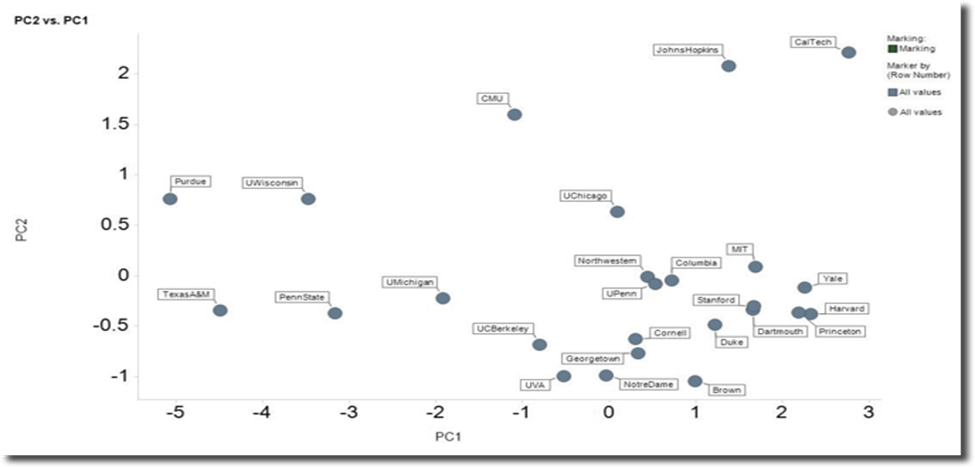 PC2 vs. PC1
Marking:
Marking
Marker by
(Row Number)
All values
All values
CalTech
JohnsHopkins
CMU
Purdue
UWisconsin
UChicago
MIT
Northwestern
Columbia
UPenn
Yale
UMichigan
TexasA&M
PennState
Stanford
Harvard
Dartmouth
Princeton
UCBerkeley
Cornell
Duke
Georgetown
UVA
NotreDame
Brown
2
1.5
1
0.5
0
-0.5
-1
PC2
-5
-4
-3
-2
-1
0
1
2
3
PC1